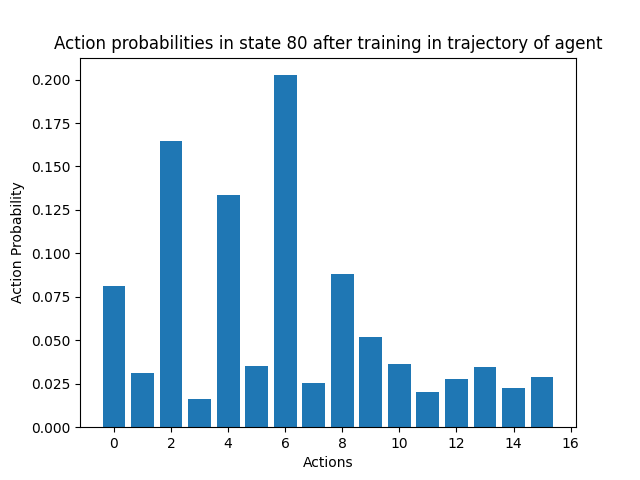 Action probabilities in state 80 after training in trajectory of agent
0.200
0.175
0.150
0.125
0.100
0.075
0.050
0.025
0.000
Action Probability
0 2 4 6 8 10 12 14 16
Actions